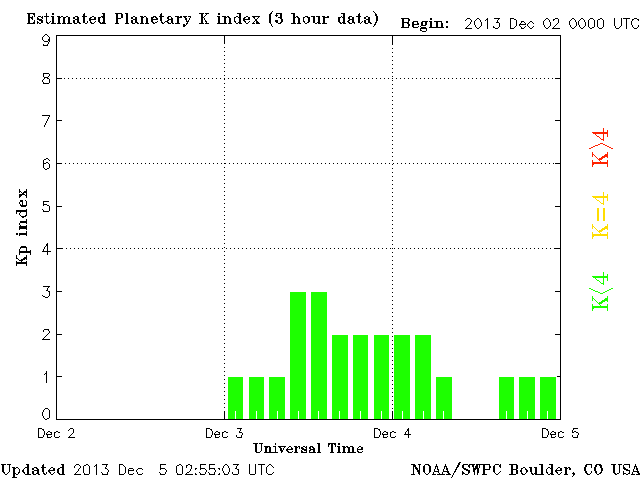 Estimated Planetary K index (3 hour data) Begin: 2013 Dec 02 0000 UTC
9
8
7
6
5
4
3
2
1
0
Kp index
K>4
K=4
K<4
Dec 2 Dec 3 Dec 4 Dec 5
Universal Time
Updated 2013 Dec 5 02:55:03 UTC NOAA/SWPC Boulder, CO USA